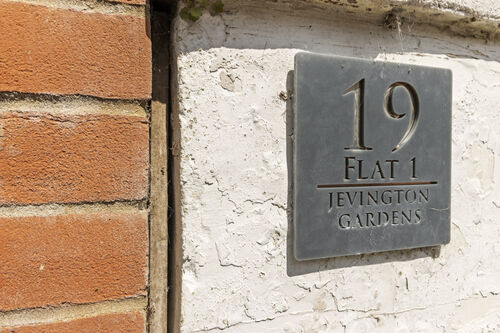 19
FLAT 1
JEVINGTON
GARDENS